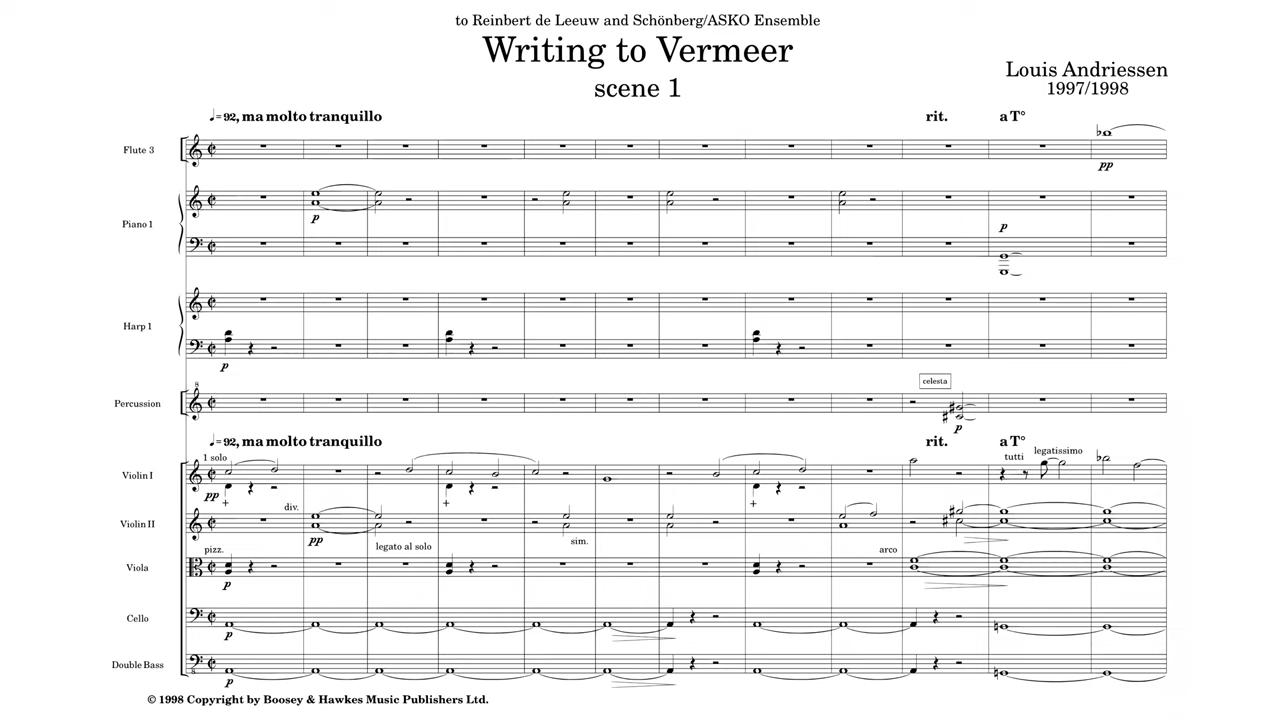 to Reinbert de Leeuw and Schönberg/ASKO Ensemble
Writing to Vermeer
scene 1
Louis Andriessen
1997/1998
♩= 92, ma molto tranquillo
rit.
a T°
Flute 3
pp
Piano 1
p
p
Harp 1
p
8
celesta
Percussion
p
♩= 92, ma molto tranquillo
rit.
a T°
1 solo
tutti
legatissimo
Violin I
pp
+
+
+
div.
Violin II
pp
sim.
pizz.
legato al solo
arco
Viola
p
Cello
p
Double Bass
8
p
© 1998 Copyright by Boosey & Hawkes Music Publishers Ltd.